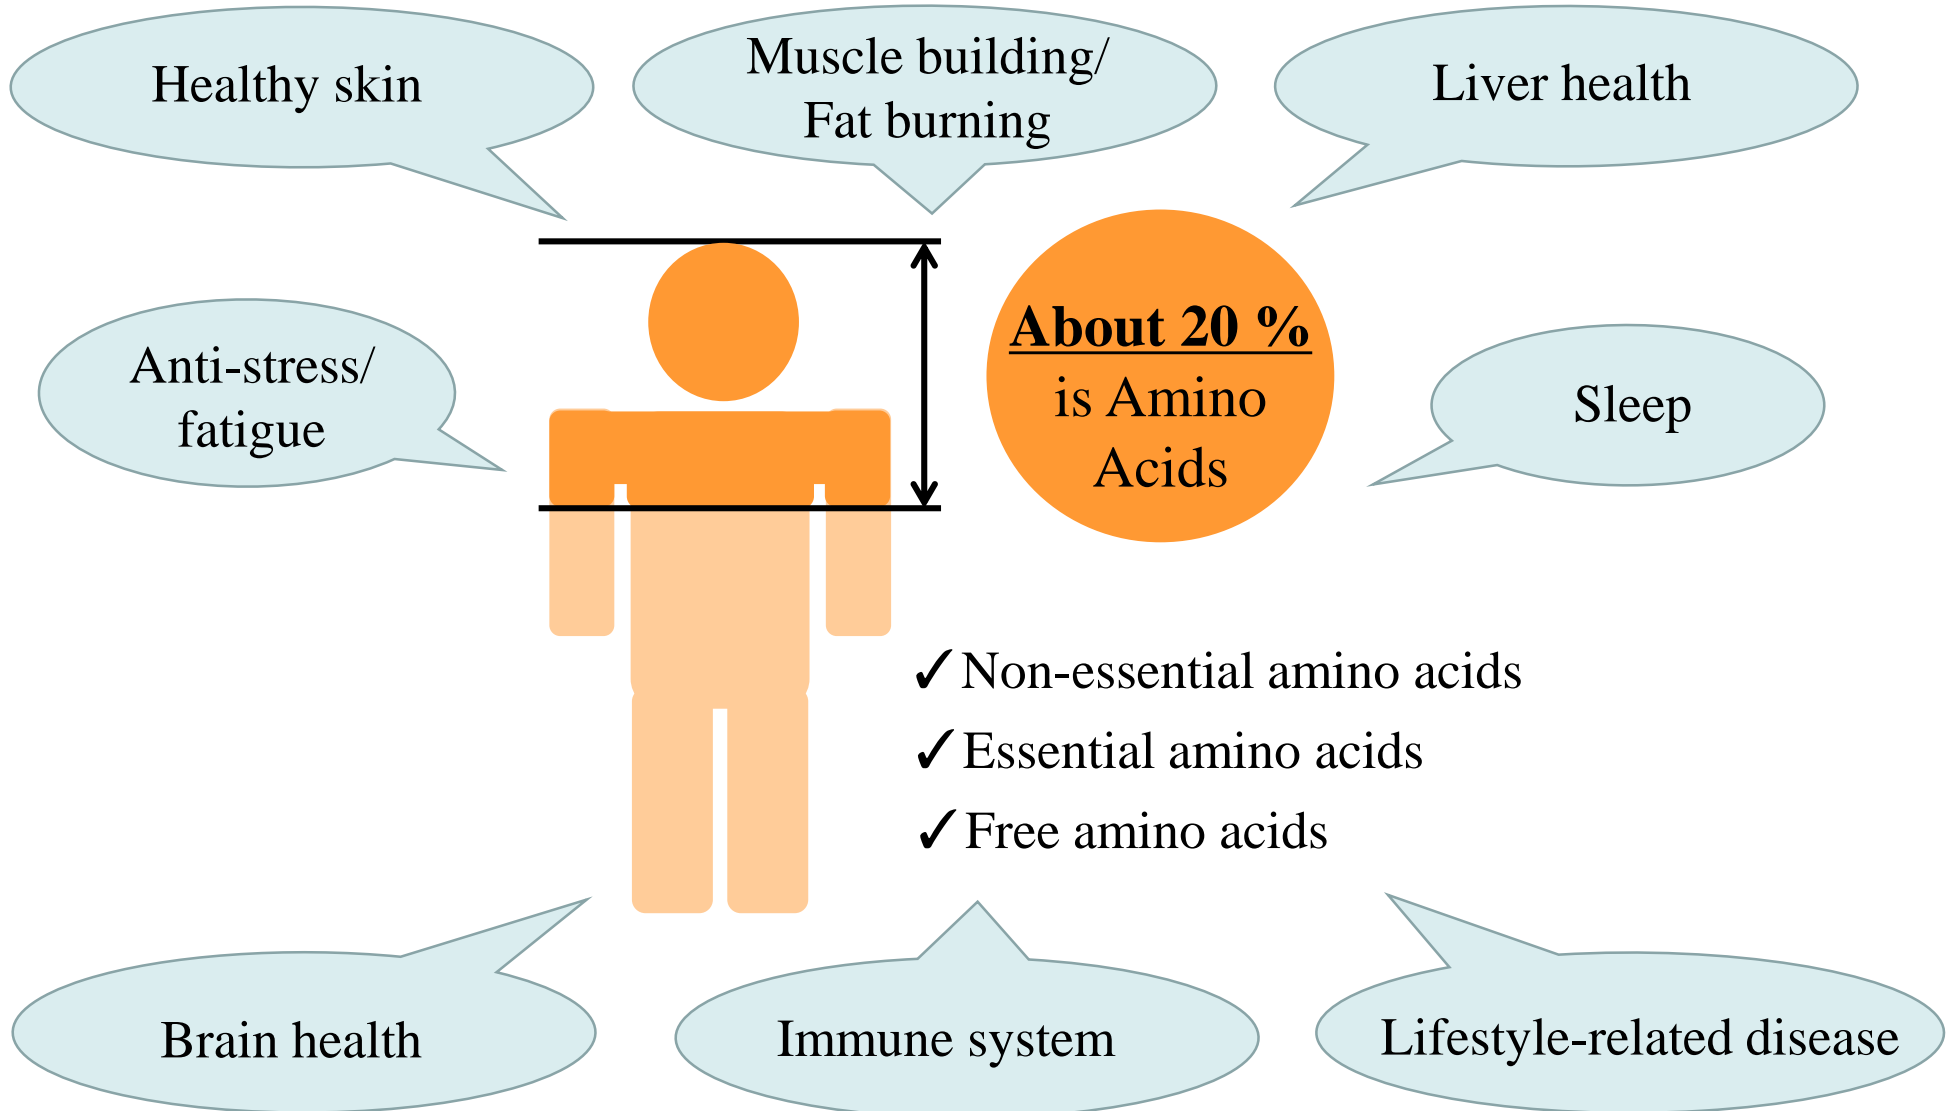 Healthy skin
Muscle building/
Fat burning
Liver health
Anti-stress/
fatigue
About 20 %
is Amino
Acids
Sleep
✓Non-essential amino acids
✓Essential amino acids
✓Free amino acids
Brain health
Immune system
Lifestyle-related disease